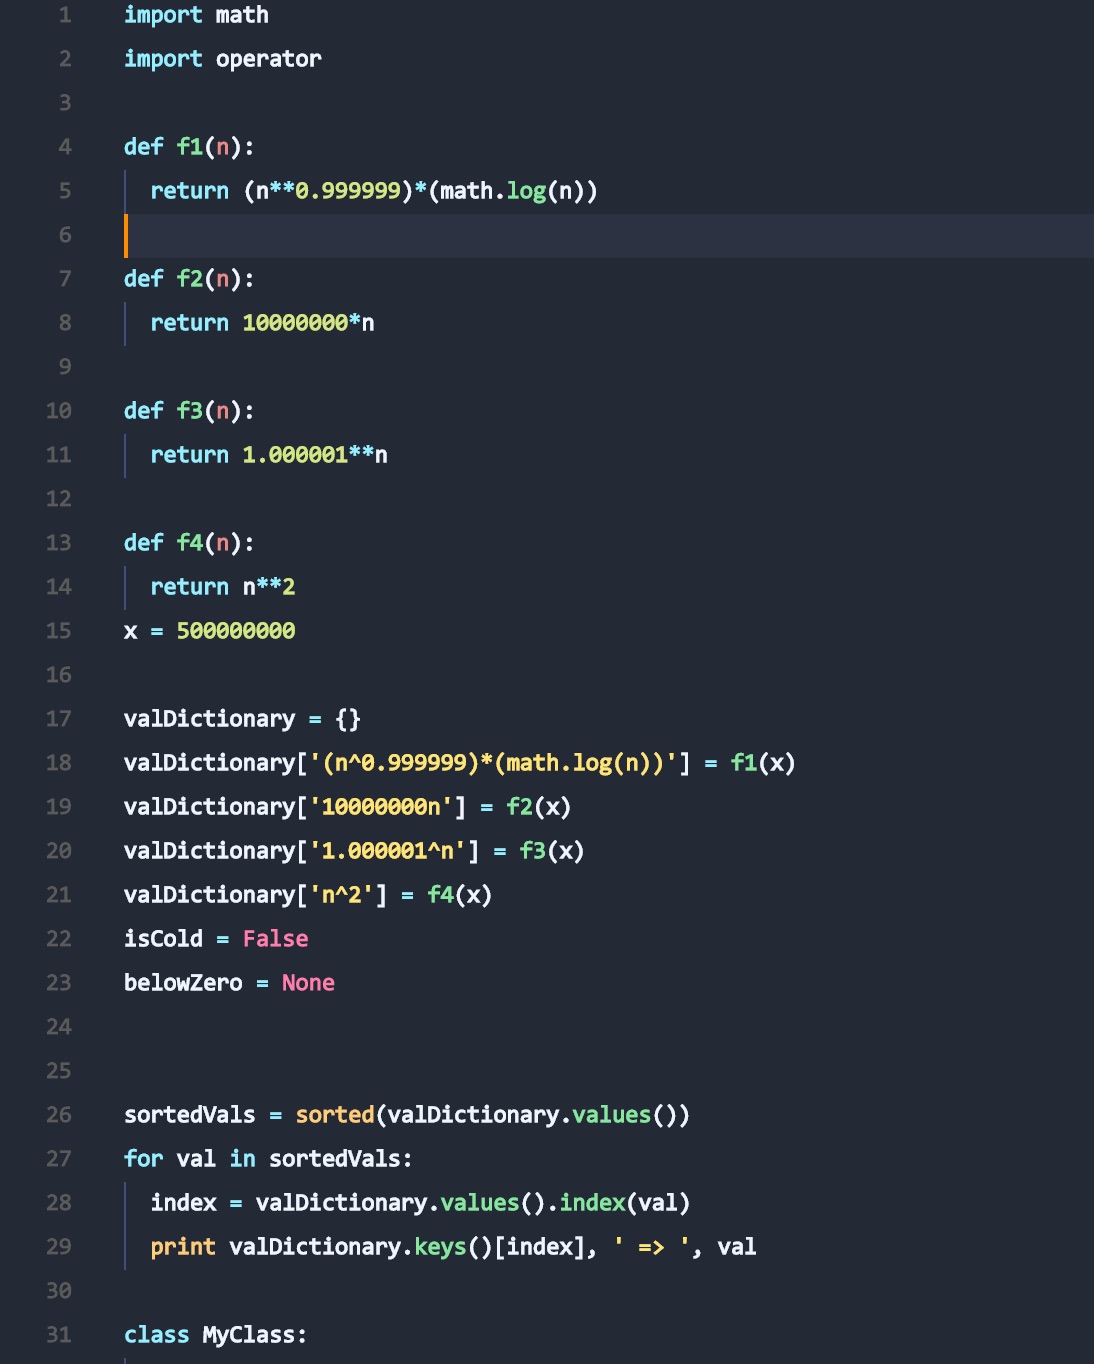 1 import math
2 import operator
3
4 def f1(n):
5   return (n**0.999999)*(math.log(n))
6
7 def f2(n):
8   return 10000000*n
9
10 def f3(n):
11   return 1.000001**n
12
13 def f4(n):
14   return n**2
15 x = 500000000
16
17 valDictionary = {}
18 valDictionary['(n^0.999999)*(math.log(n))'] = f1(x)
19 valDictionary['10000000n'] = f2(x)
20 valDictionary['1.000001^n'] = f3(x)
21 valDictionary['n^2'] = f4(x)
22 isCold = False
23 belowZero = None
24
25
26 sortedVals = sorted(valDictionary.values())
27 for val in sortedVals:
28   index = valDictionary.values().index(val)
29   print valDictionary.keys()[index], ' => ', val
30
31 class MyClass: